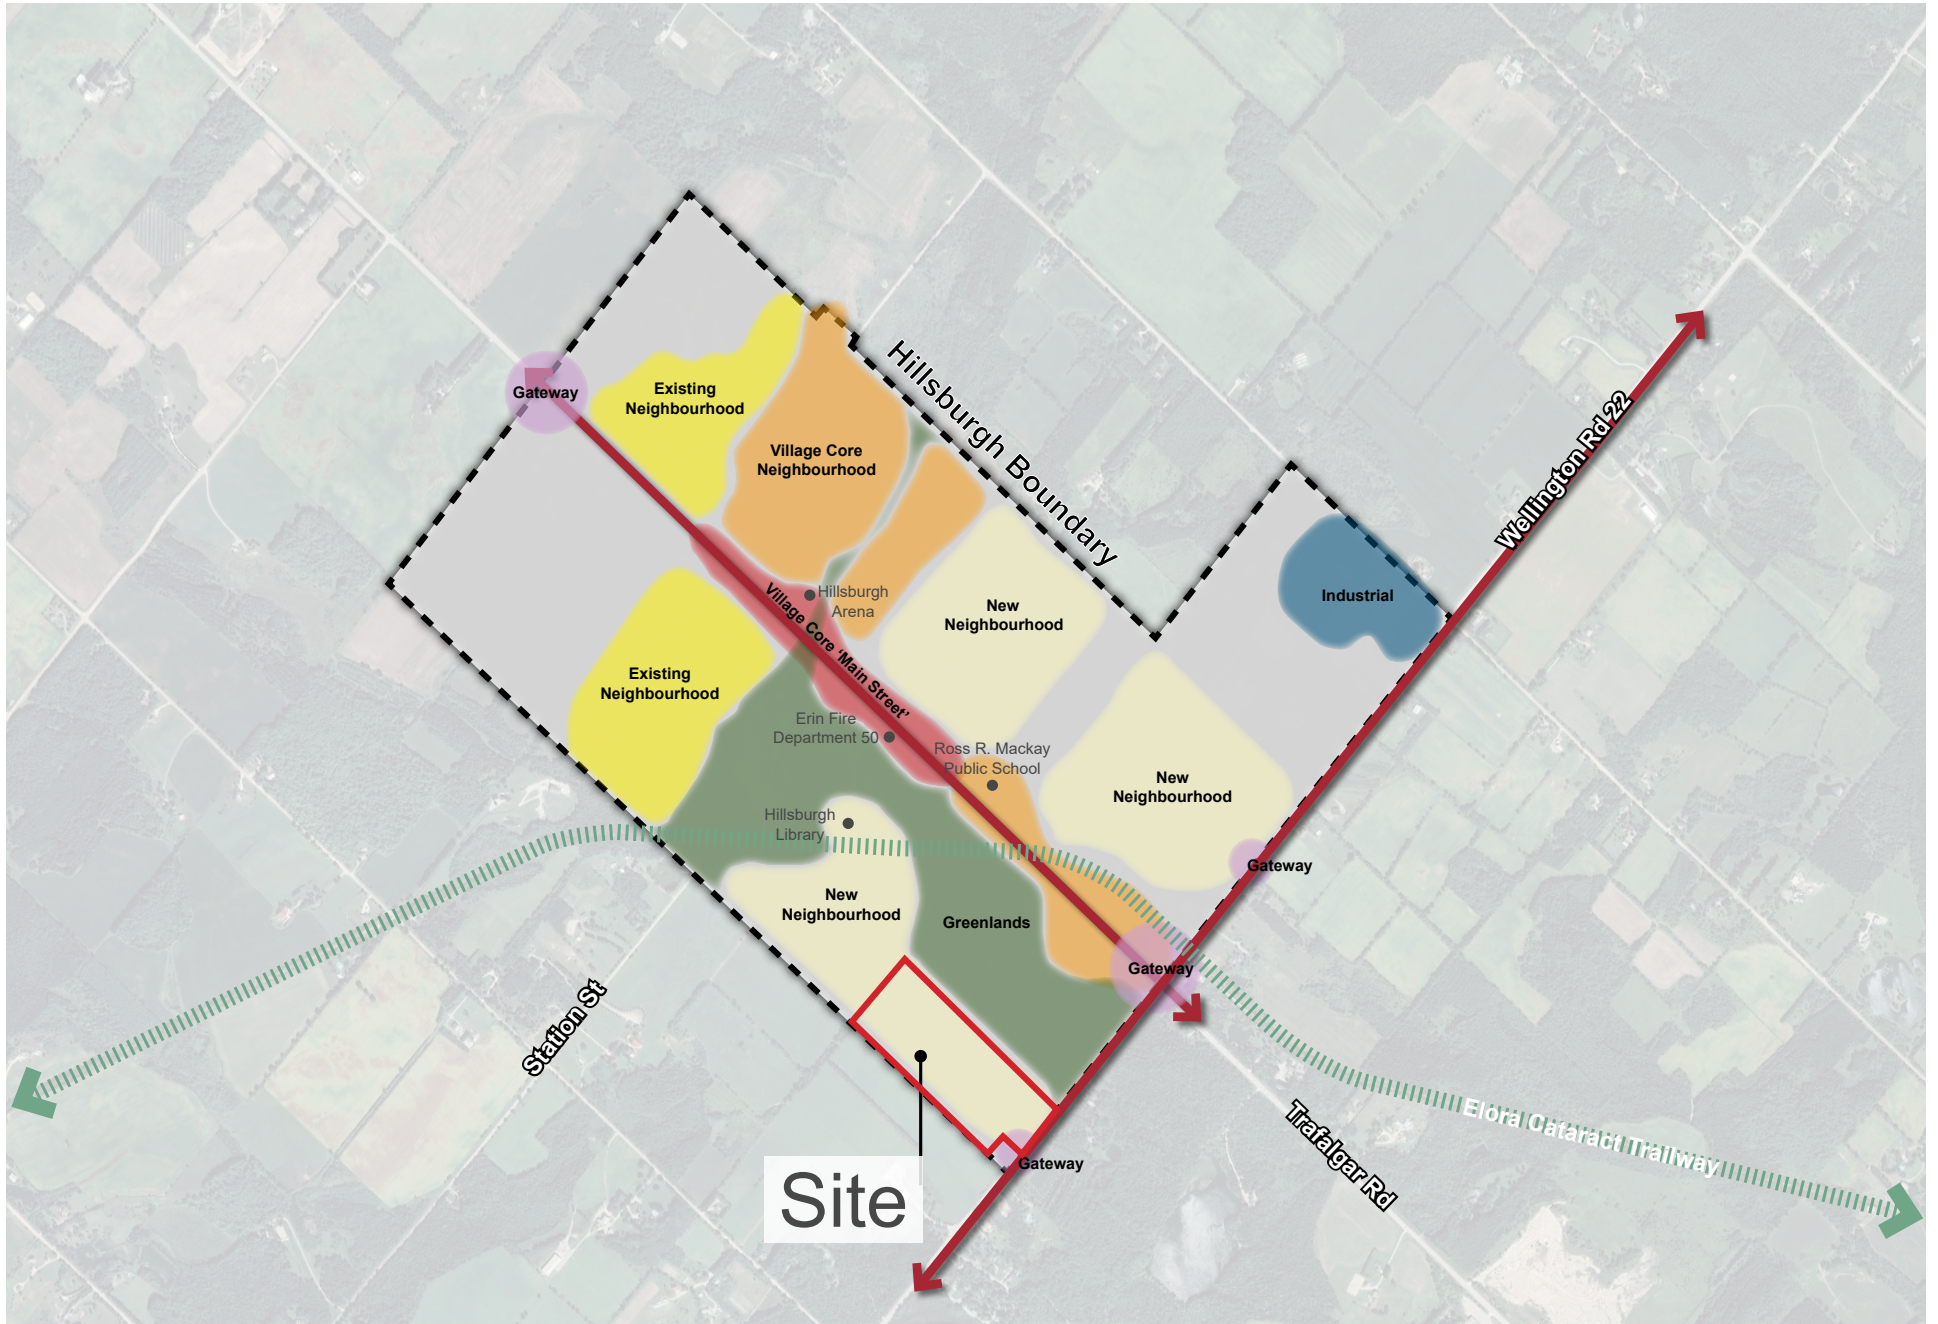 Hillsburgh Boundary
Wellington Rd 22
Gateway
Existing
Neighbourhood
Village Core
Neighbourhood
Industrial
Hillsburgh
Arena
New
Neighbourhood
Village Core ‘Main Street’
Existing
Neighbourhood
Erin Fire
Department 50
Ross R. Mackay
Public School
New
Neighbourhood
Hillsburgh
Library
Gateway
New
Neighbourhood
Greenlands
Gateway
Station St
Elora Cataract Trailway
Trafalgar Rd
Gateway
Site